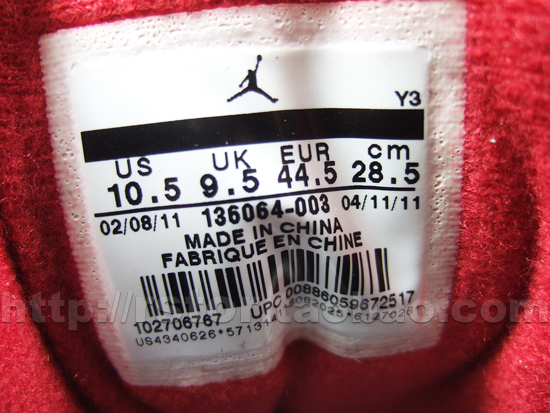 Y3
US UK EUR cm
10.5 9.5 44.5 28.5
02/08/11 136064-003 04/11/11
MADE IN CHINA
FABRIQUE EN CHINE
102706767 UPC 00886059672517